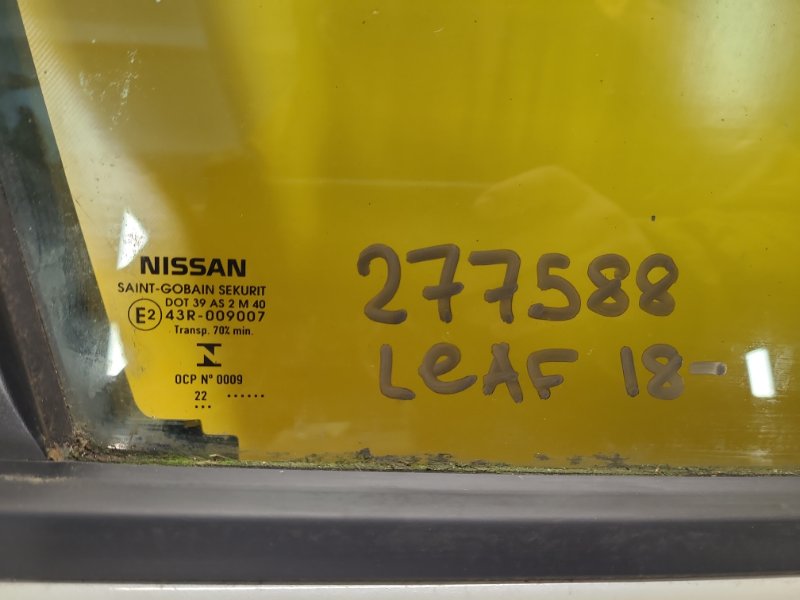 NISSAN
SAINT-GOBAIN SEKURIT
DOT 39 AS 2 M 40
E2 43R-009007
Transp. 70% min.
OCP Nº 0009
22 ......
...
277588
LeAF 18-